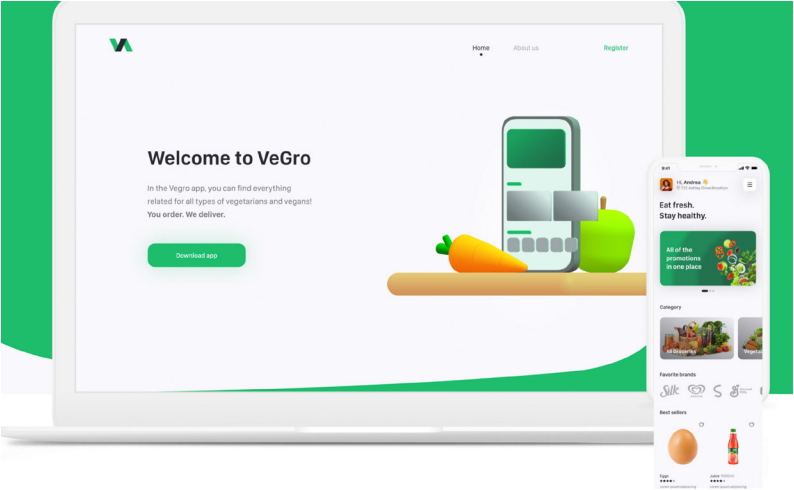 Home
About us
Register
Welcome to VeGro
In the Vegro app, you can find everything
related for all types of vegetarians and vegans!
You order. We deliver.
Download app
9:41
Hi, Andrea
Eat fresh.
Stay healthy.
All of the
promotions
in one place
Category
All Groceries
Favorite brands
Silk
S
Best sellers
Eggs
Juice